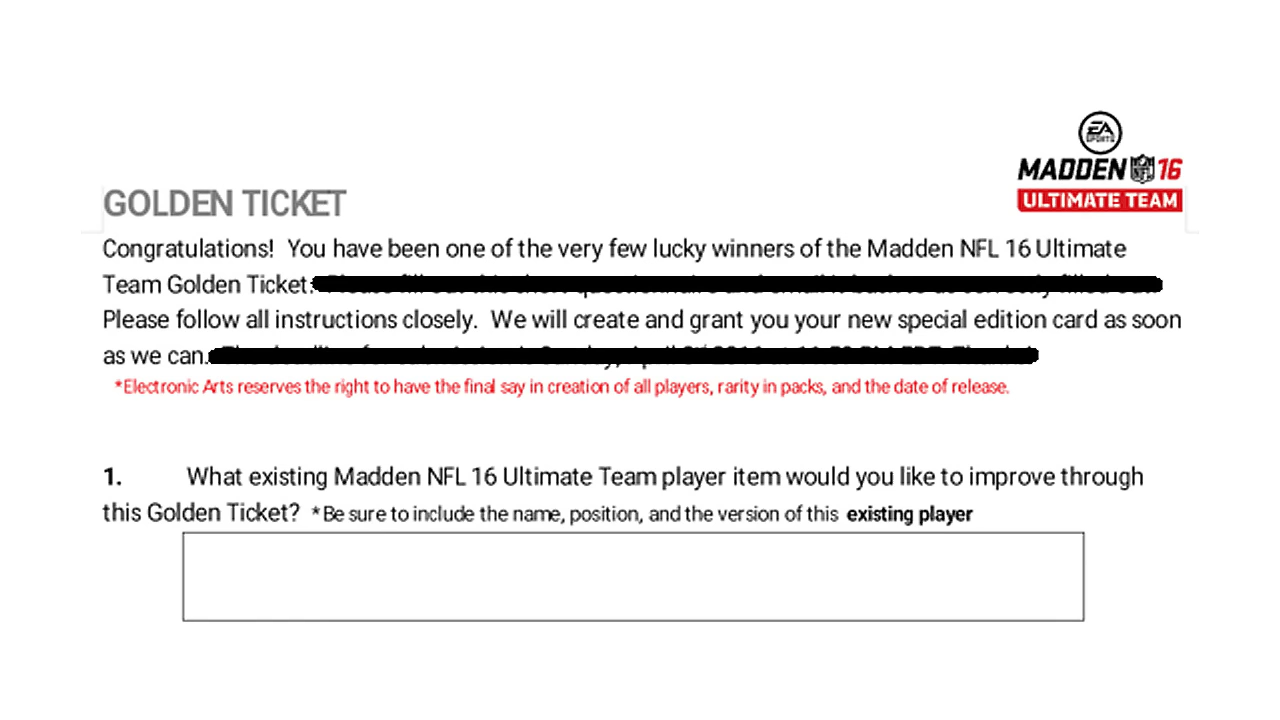 EA
SPORTS
MADDEN NFL 16
ULTIMATE TEAM
GOLDEN TICKET
Congratulations! You have been one of the very few lucky winners of the Madden NFL 16 Ultimate
Team Golden Ticket.
Please follow all instructions closely. We will create and grant you your new special edition card as soon
as we can.
*Electronic Arts reserves the right to have the final say in creation of all players, rarity in packs, and the date of release.
1. What existing Madden NFL 16 Ultimate Team player item would you like to improve through
this Golden Ticket? *Be sure to include the name, position, and the version of this existing player